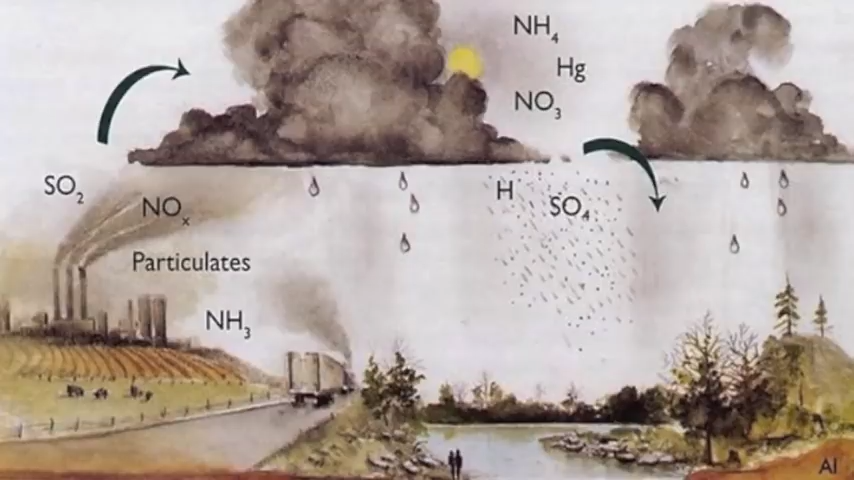 NH₄
Hg
NO₃
SO₂
NOₓ
H
SO₄
Particulates
NH₃
Al